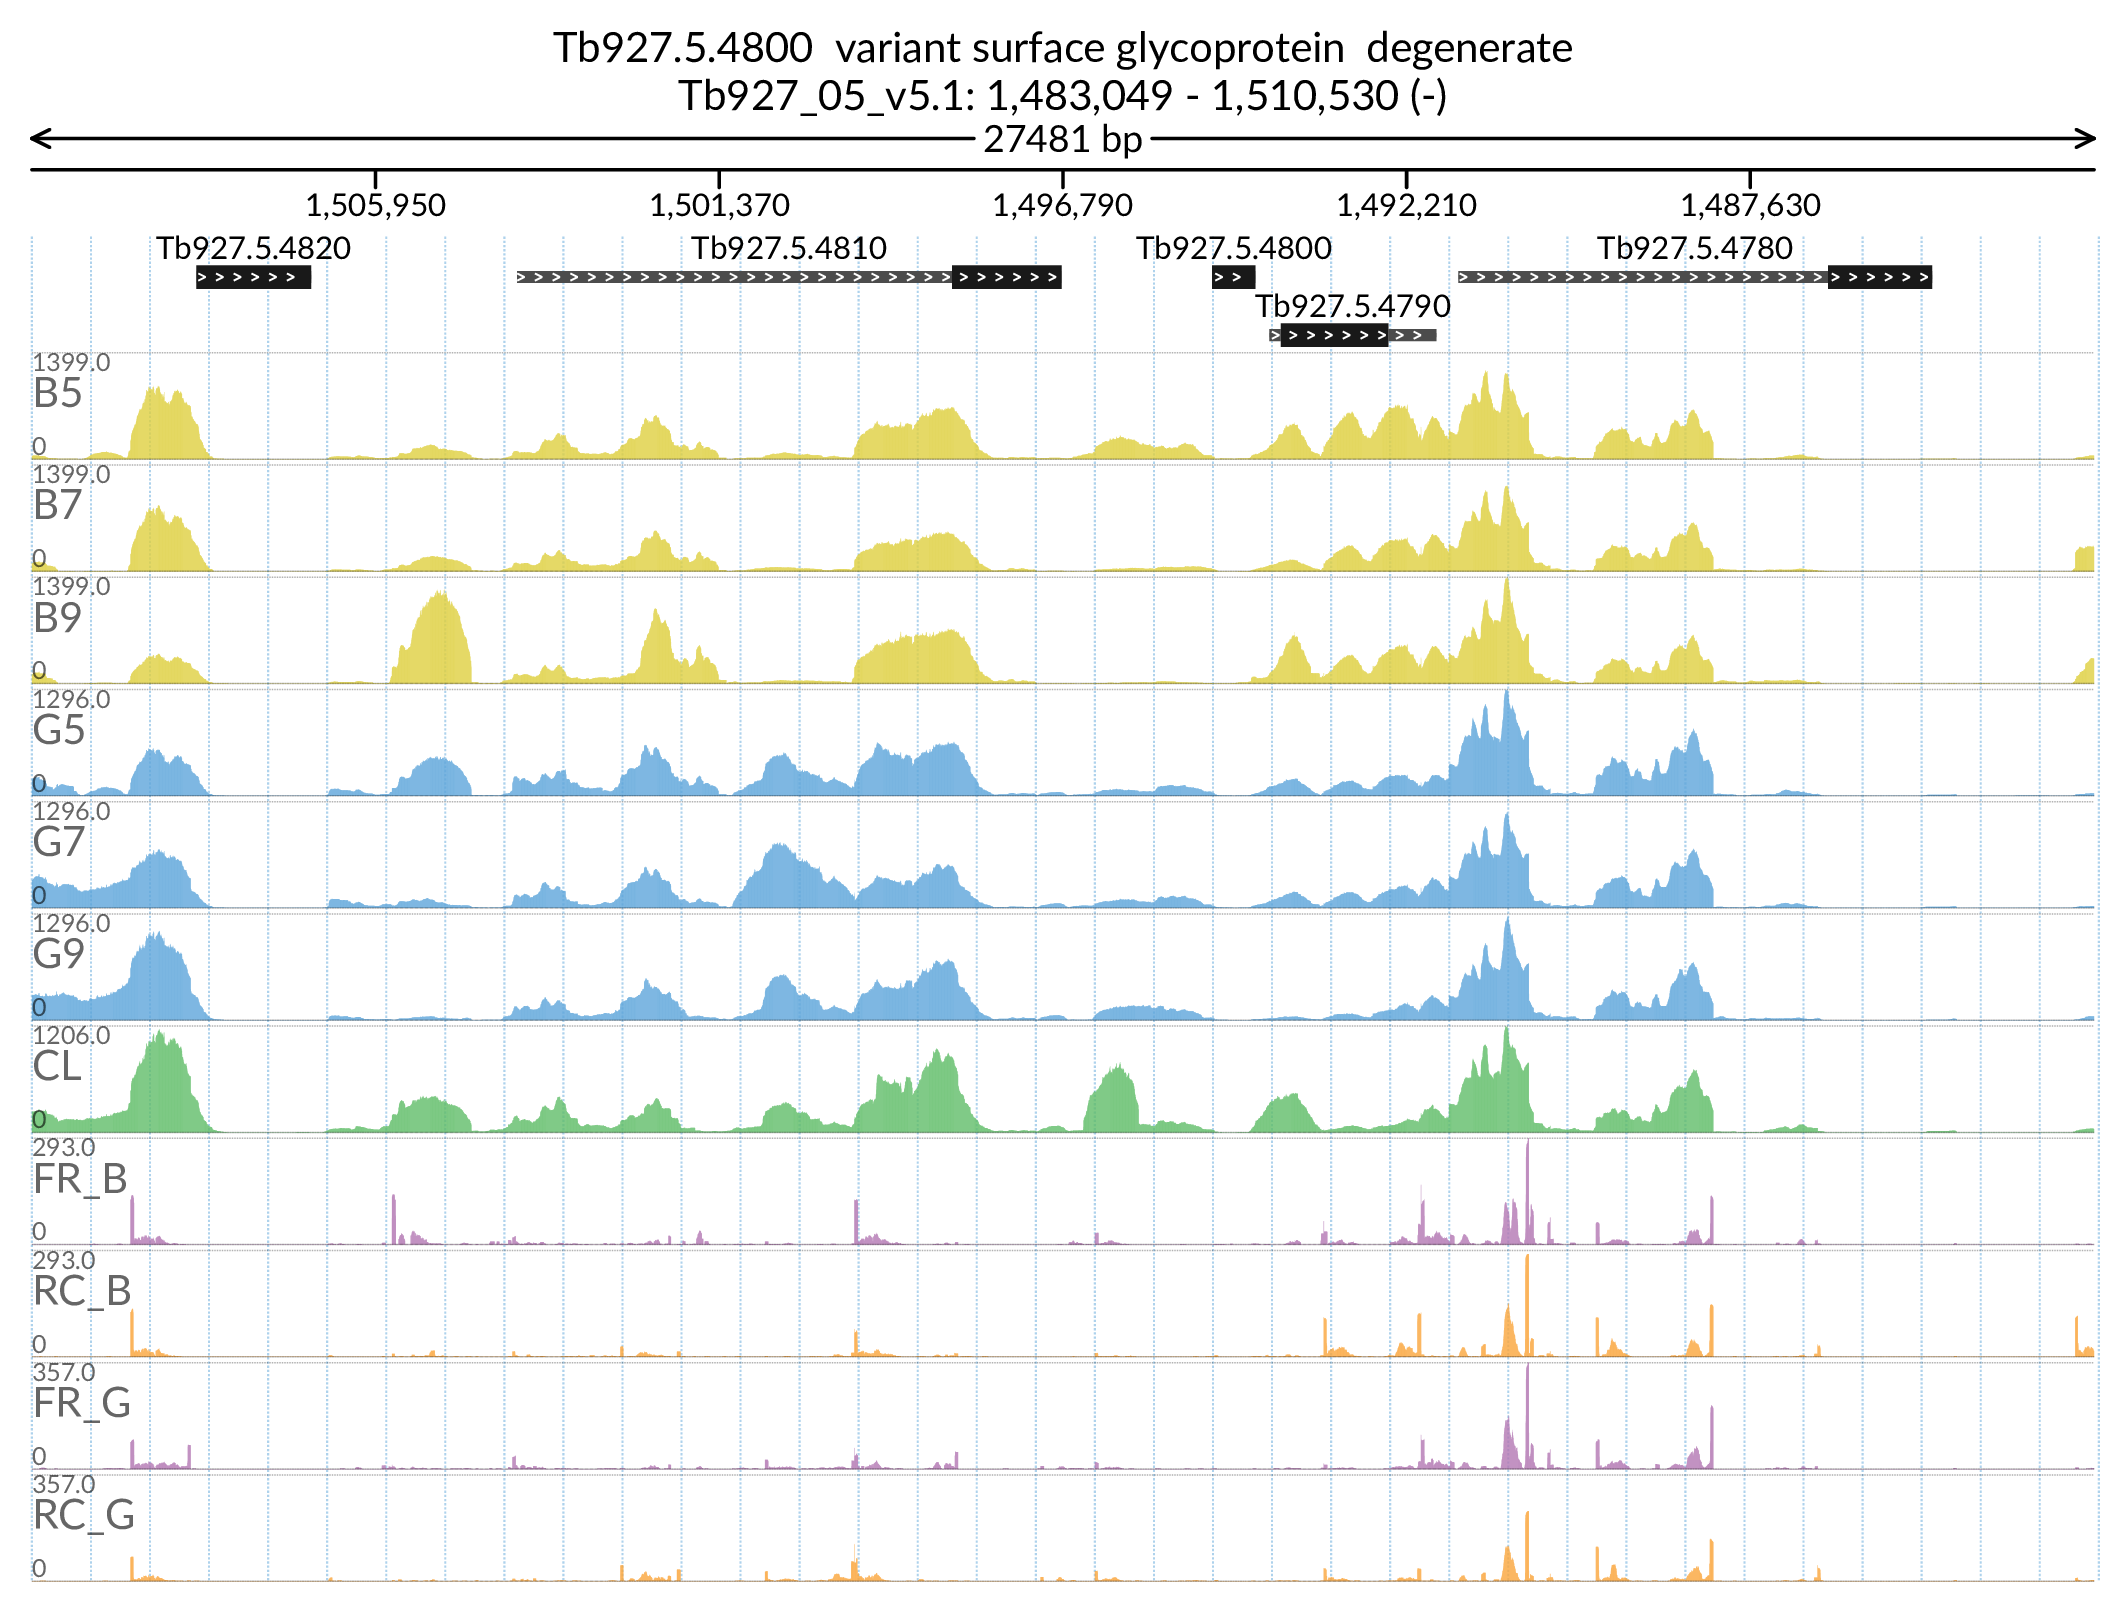 Tb927.5.4800  variant surface glycoprotein  degenerate
Tb927_05_v5.1: 1,483,049 - 1,510,530 (-)
27481 bp
1,505,950 1,501,370 1,496,790 1,492,210 1,487,630
Tb927.5.4820 Tb927.5.4810 Tb927.5.4800 Tb927.5.4780
Tb927.5.4790
1399.0
B5
0
1399.0
B7
0
1399.0
B9
0
1296.0
G5
0
1296.0
G7
0
1296.0
G9
0
1206.0
CL
0
293.0
FR_B
0
293.0
RC_B
0
357.0
FR_G
0
357.0
RC_G
0